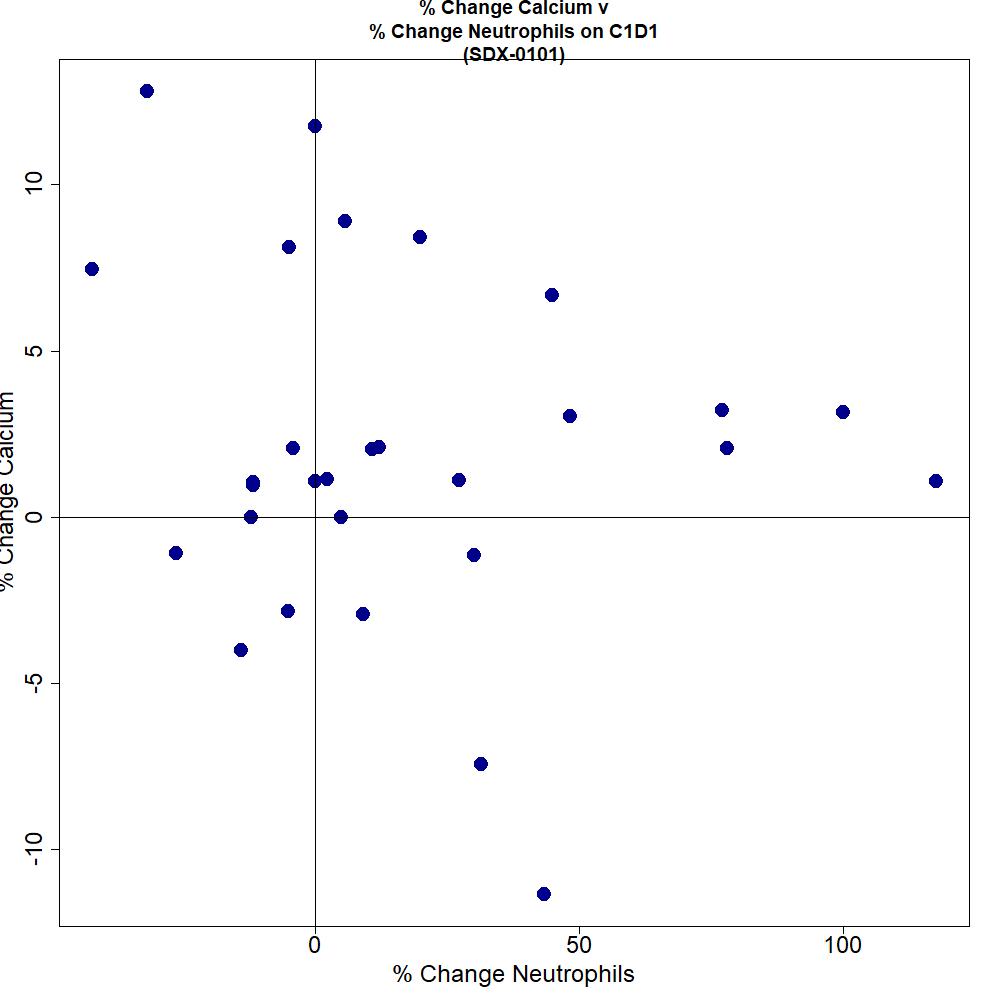 % Change Calcium v
% Change Neutrophils on C1D1
(SDX-0101)
% Change Calcium
10
5
0
-5
-10
0
50
100
% Change Neutrophils